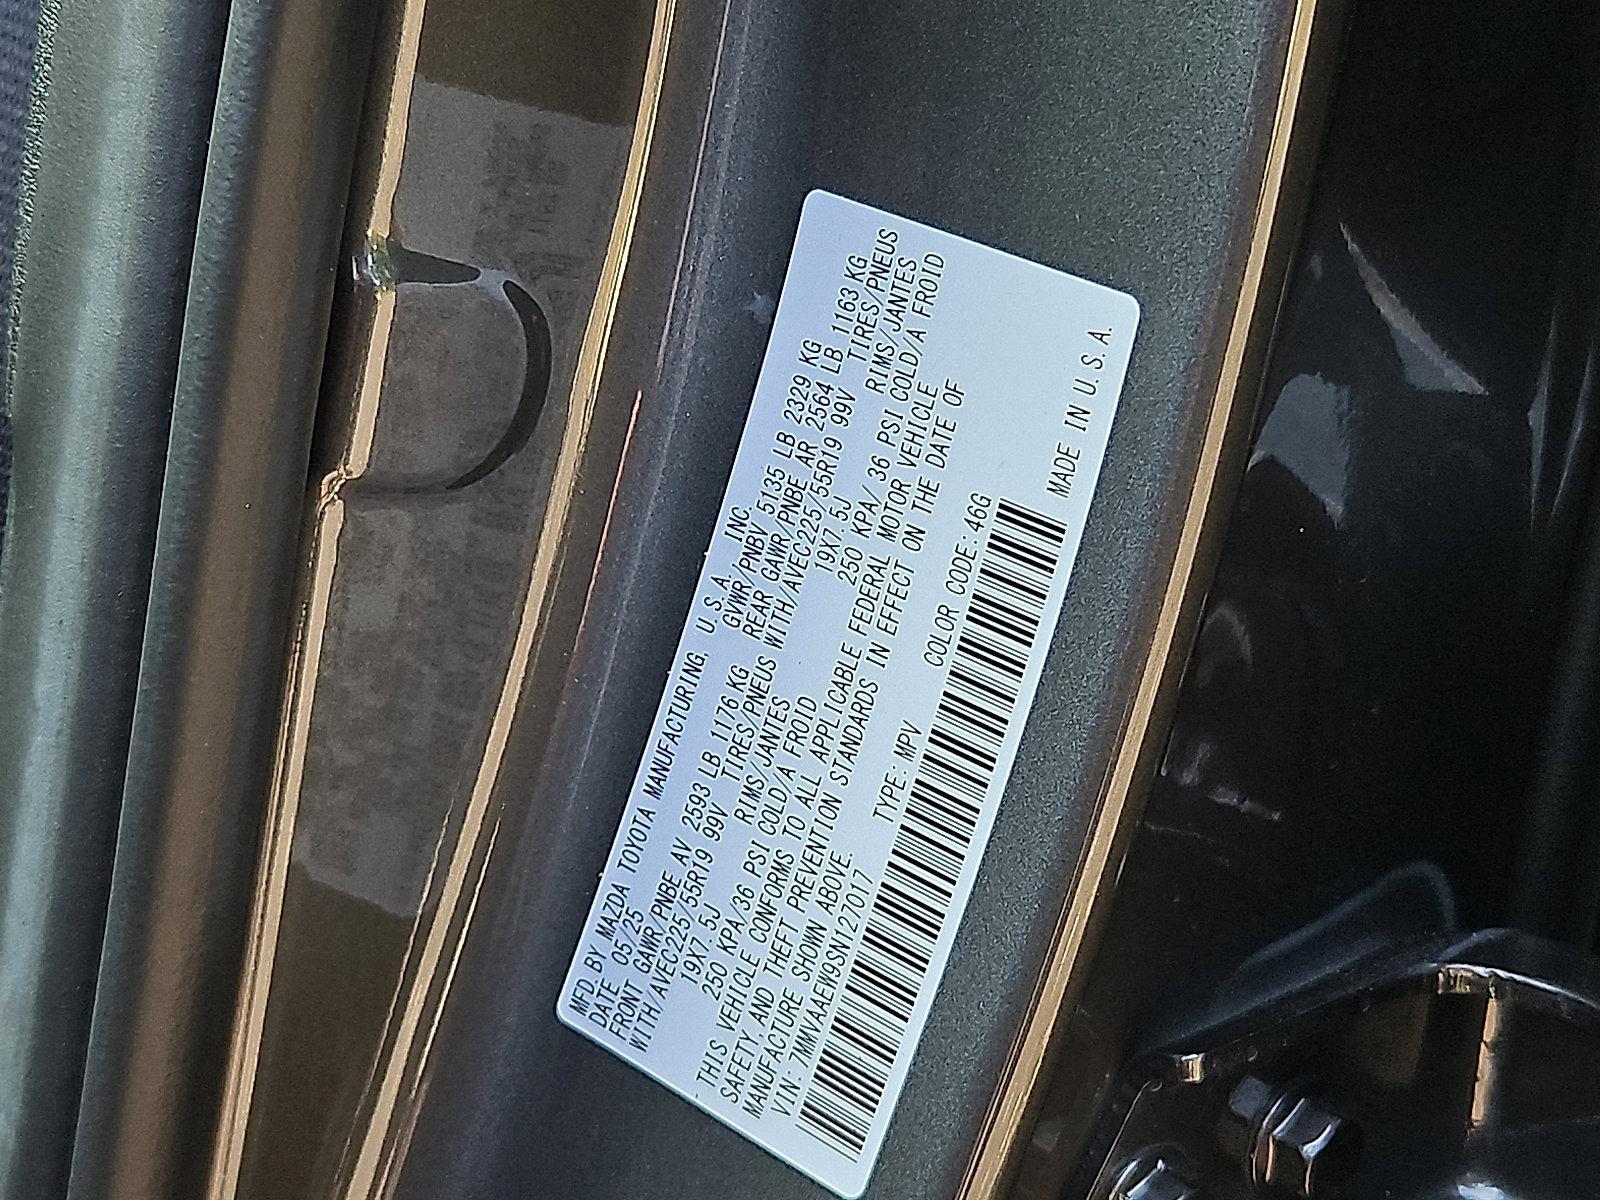 MFD. BY MAZDA TOYOTA MANUFACTURING, U.S.A. INC.
DATE 05/25 GVWR/PNBV 5135 LB 2329 KG
FRONT GAWR/PNBE AV 2593 LB 1176 KG REAR GAWR/PNBE AR 2564 LB 1163 KG
WITH/AVEC225/55R19 99V TIRES/PNEUS WITH/AVEC225/55R19 99V TIRES/PNEUS
19X7.5J RIMS/JANTES 19X7.5J RIMS/JANTES
250 KPA/36 PSI COLD/A FROID 250 KPA/36 PSI COLD/A FROID
THIS VEHICLE CONFORMS TO ALL APPLICABLE FEDERAL MOTOR VEHICLE
SAFETY, AND THEFT PREVENTION STANDARDS IN EFFECT ON THE DATE OF
MANUFACTURE SHOWN ABOVE.
VIN: 7MMVAAEW9SN127017 TYPE: MPV COLOR CODE: 46G
MADE IN U.S.A.